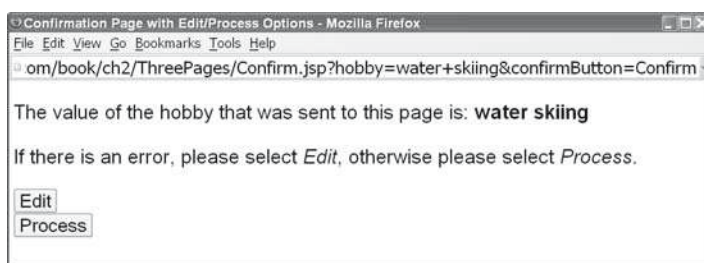 Confirmation Page with Edit/Process Options - Mozilla Firefox
File Edit View Go Bookmarks Tools Help
om/book/ch2/ThreePages/Confirm.jsp?hobby=water+skiing&confirmButton=Confirm
The value of the hobby that was sent to this page is: water skiing
If there is an error, please select Edit, otherwise please select Process.
Edit
Process